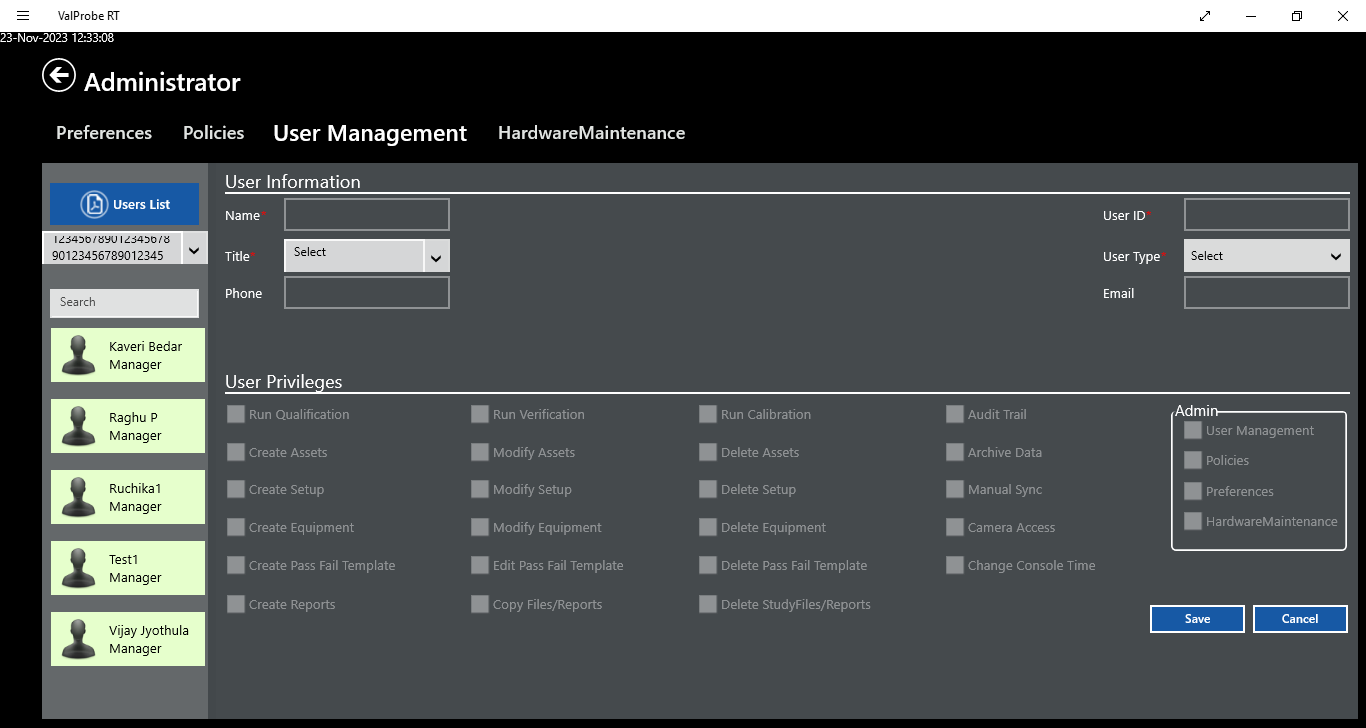 ValProbe RT
23-Nov-2023 12:33:08
Administrator
Preferences Policies User Management HardwareMaintenance
Users List
123456789012345678
90123456789012345
Search
Kaveri Bedar
Manager
Raghu P
Manager
Ruchika1
Manager
Test1
Manager
Vijay Jyothula
Manager
User Information
Name* User ID*
Title* Select User Type* Select
Phone Email
User Privileges
Run Qualification Run Verification Run Calibration Audit Trail
Create Assets Modify Assets Delete Assets Archive Data
Create Setup Modify Setup Delete Setup Manual Sync
Create Equipment Modify Equipment Delete Equipment Camera Access
Create Pass Fail Template Edit Pass Fail Template Delete Pass Fail Template Change Console Time
Create Reports Copy Files/Reports Delete StudyFiles/Reports
Admin
User Management
Policies
Preferences
HardwareMaintenance
Save Cancel